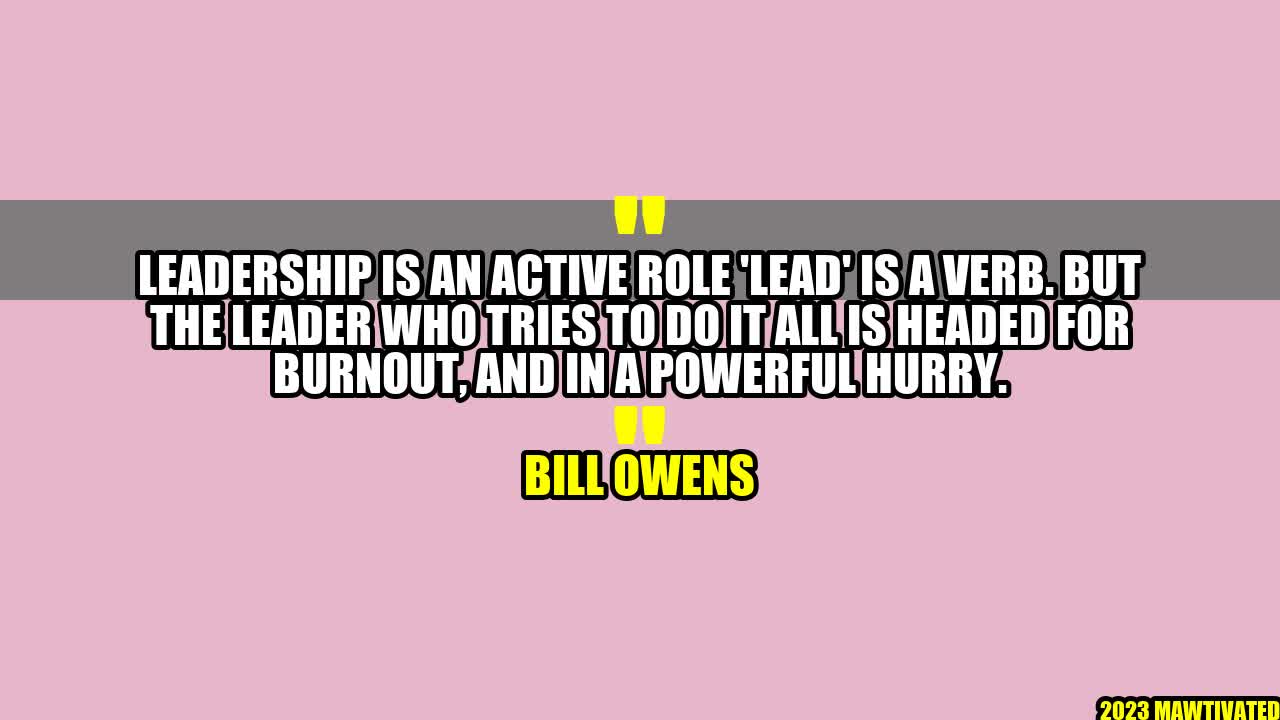 "
LEADERSHIP IS AN ACTIVE ROLE 'LEAD' IS A VERB. BUT
THE LEADER WHO TRIES TO DO IT ALL IS HEADED FOR
BURNOUT, AND IN A POWERFUL HURRY.
"
BILL OWENS
2023 MAWTIVATED